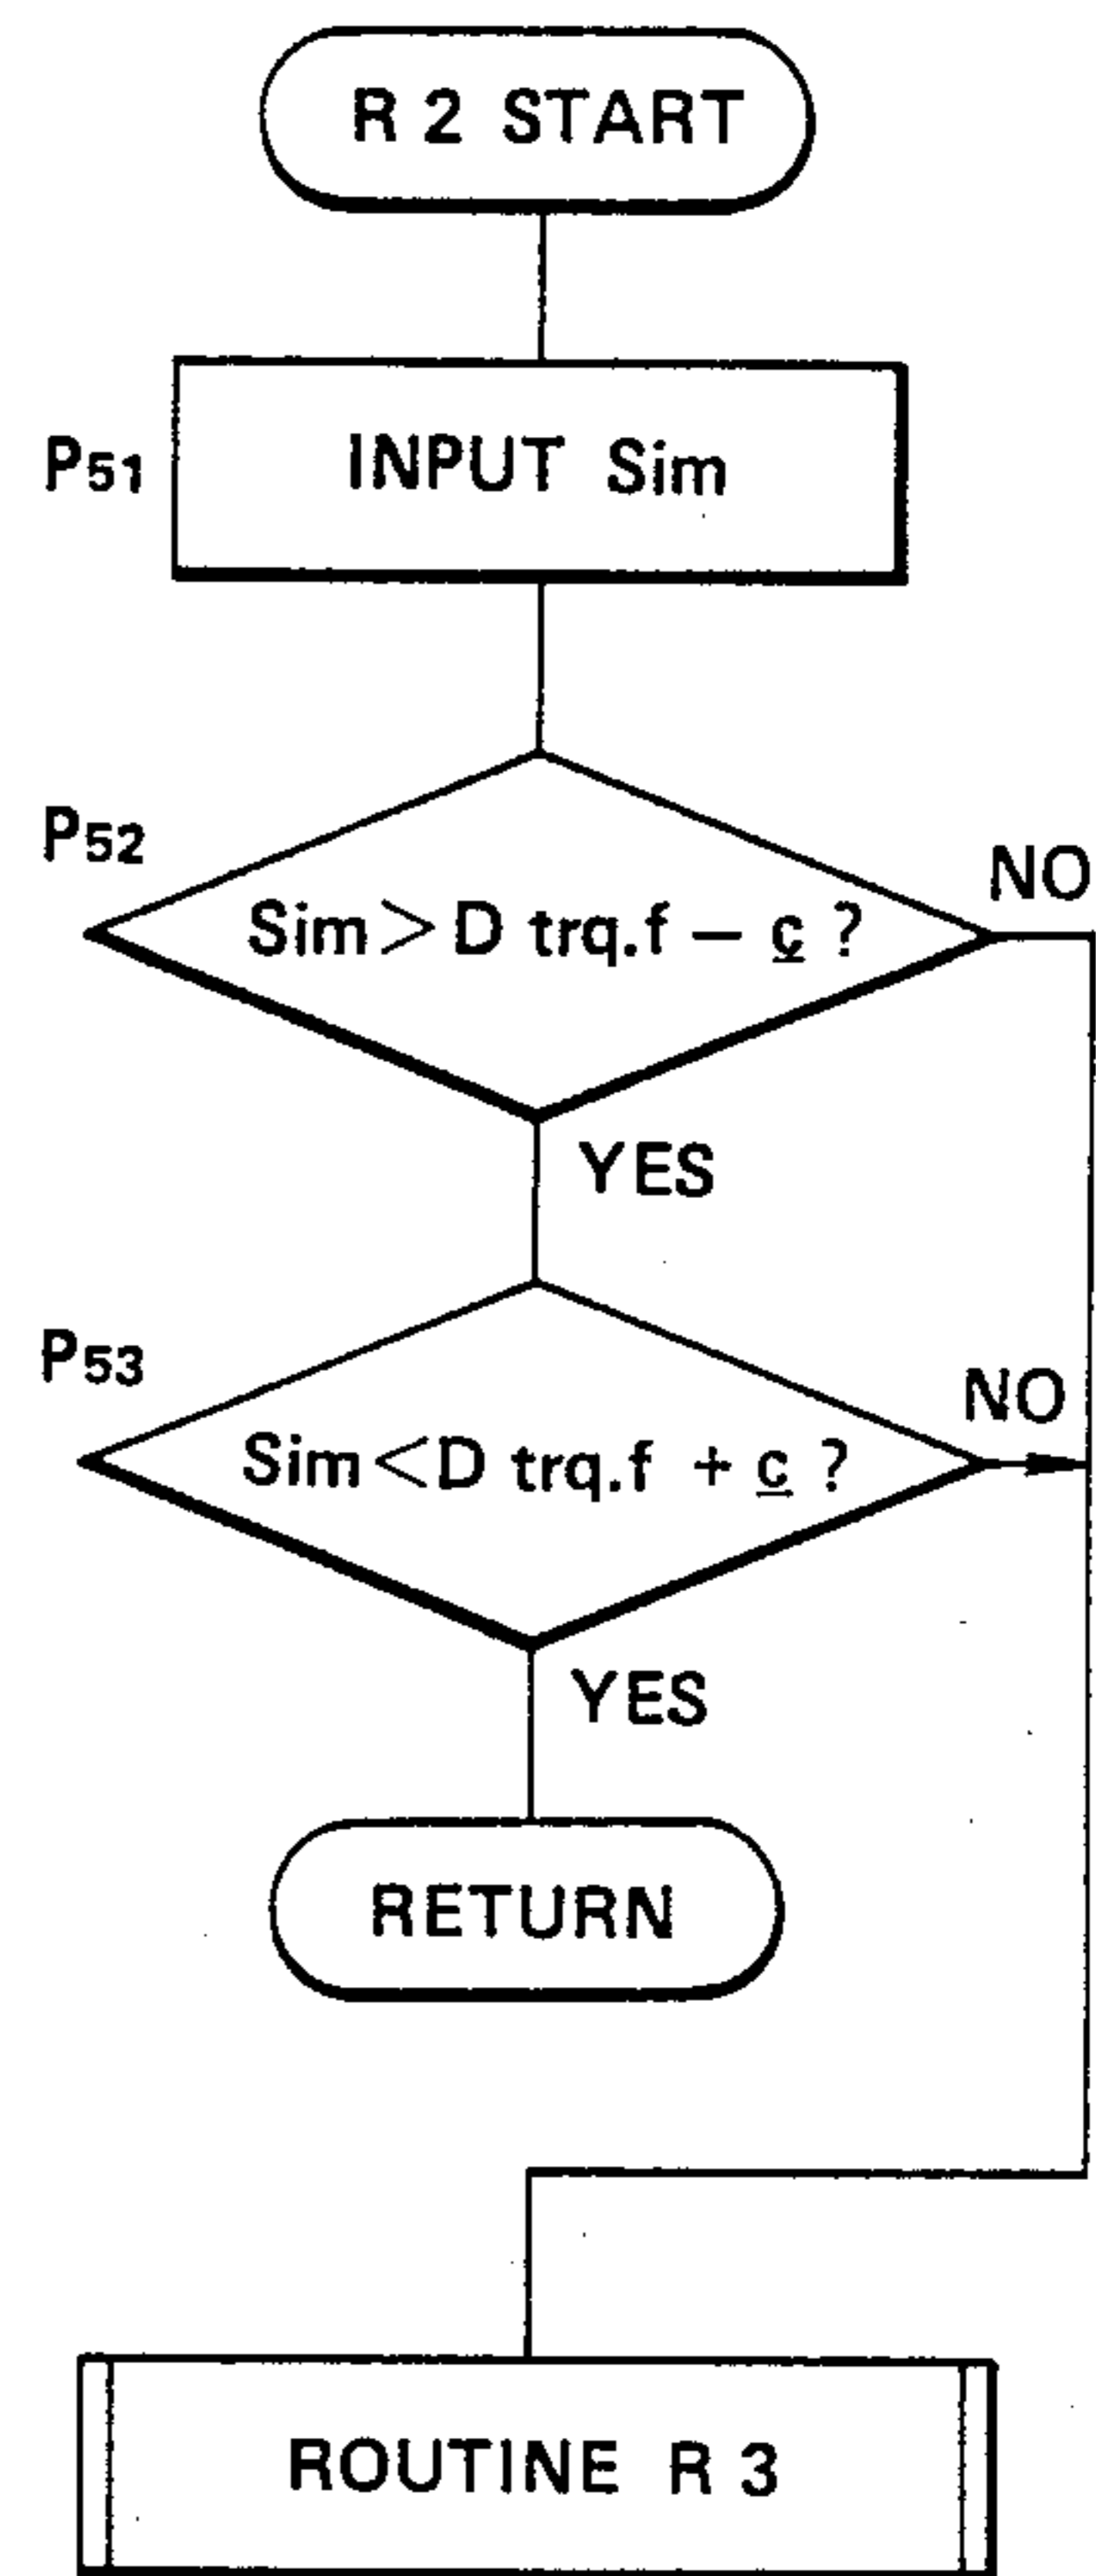 R 2 START
P51
INPUT Sim
P52
Sim > D trq.f – c ?
NO
YES
P53
Sim < D trq.f + c ?
NO
YES
RETURN
ROUTINE R 3